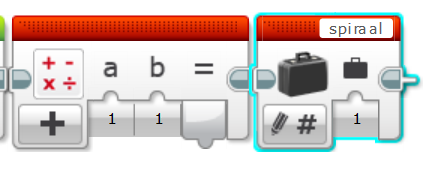 spiraal
+ - x ÷ a b =
+ 1 1 # 1